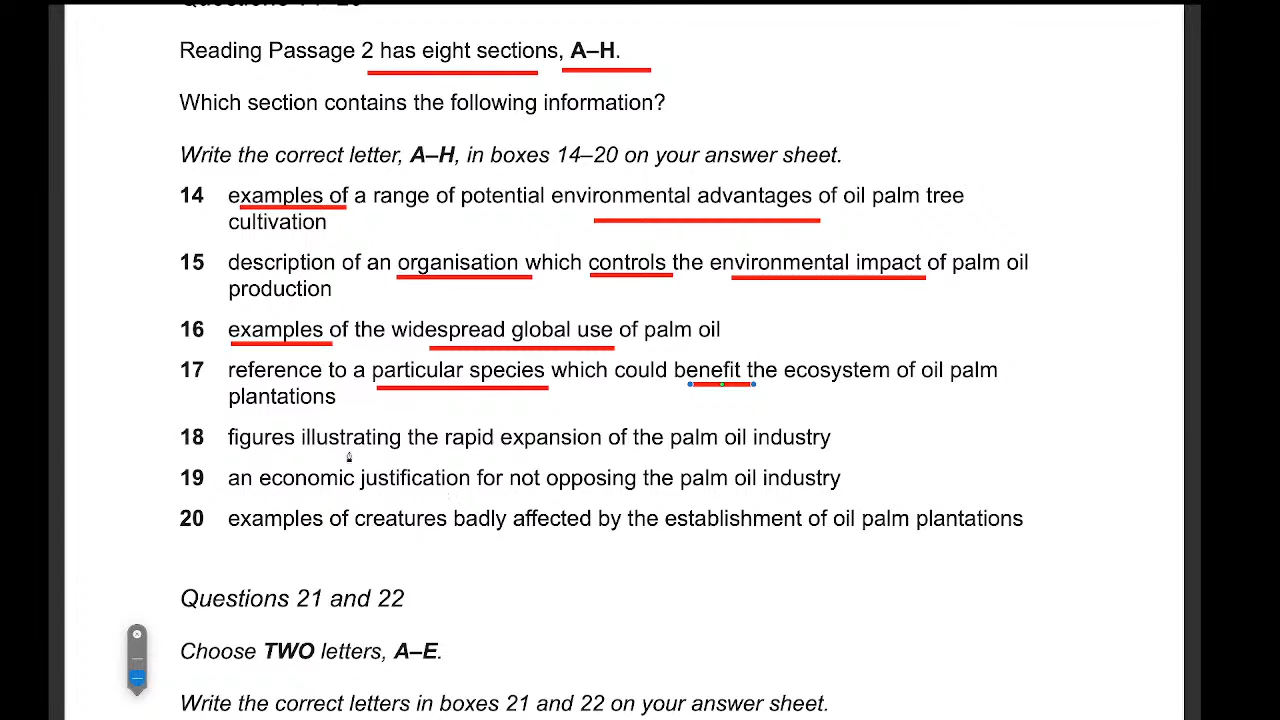 Reading Passage 2 has eight sections, A–H.
Which section contains the following information?
Write the correct letter, A–H, in boxes 14–20 on your answer sheet.
14 examples of a range of potential environmental advantages of oil palm tree
cultivation
15 description of an organisation which controls the environmental impact of palm oil
production
16 examples of the widespread global use of palm oil
17 reference to a particular species which could benefit the ecosystem of oil palm
plantations
18 figures illustrating the rapid expansion of the palm oil industry
19 an economic justification for not opposing the palm oil industry
20 examples of creatures badly affected by the establishment of oil palm plantations
Questions 21 and 22
Choose TWO letters, A–E.
Write the correct letters in boxes 21 and 22 on your answer sheet.